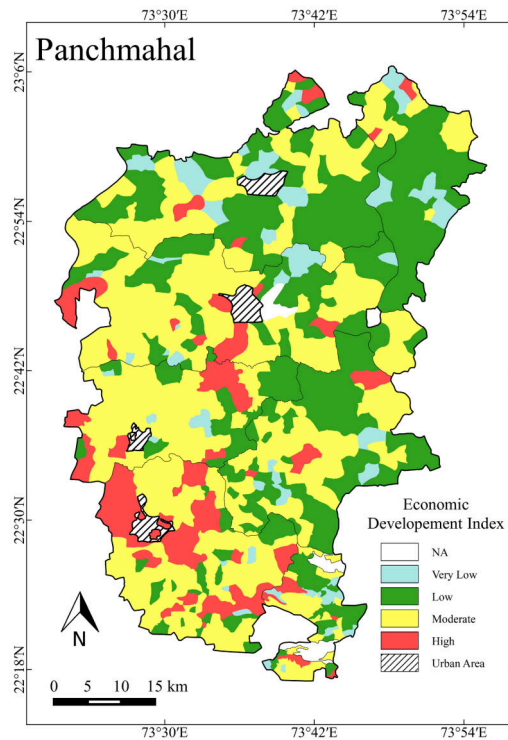 73°30'E 73°42'E 73°54'E
Panchmahal
23°6'N
22°54'N
22°42'N
22°30'N
22°18'N
Economic
Developement Index
NA
Very Low
Low
Moderate
High
Urban Area
N
0 5 10 15 km
73°30'E 73°42'E 73°54'E